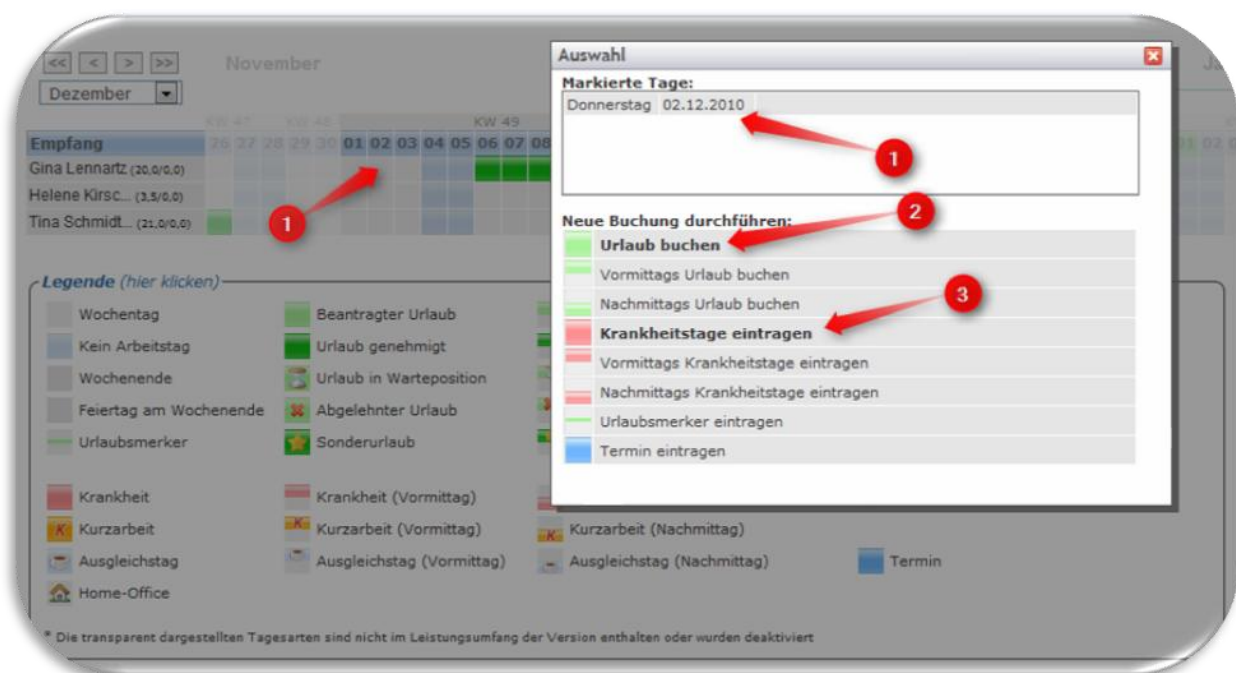 << < > >> November
Dezember
KW 47 KW 48 KW 49
Empfang 26 27 28 29 30 01 02 03 04 05 06 07 08
01 02
Gina Lennartz (20,0/0,0)
Helene Kirsc... (3,5/0,0)
Tina Schmidt... (21,0/0,0)
1
Auswahl
Markierte Tage:
Donnerstag 02.12.2010
1
Neue Buchung durchführen:
2
Urlaub buchen
Vormittags Urlaub buchen
Nachmittags Urlaub buchen
3
Krankheitstage eintragen
Vormittags Krankheitstage eintragen
Nachmittags Krankheitstage eintragen
Urlaubsmerker eintragen
Termin eintragen
Legende (hier klicken)
Wochentag Beantragter Urlaub
Kein Arbeitstag Urlaub genehmigt
Wochenende Urlaub in Warteposition
Feiertag am Wochenende Abgelehnter Urlaub
Urlaubsmerker Sonderurlaub
Krankheit Krankheit (Vormittag)
K Kurzarbeit K Kurzarbeit (Vormittag) K Kurzarbeit (Nachmittag)
Ausgleichstag Ausgleichstag (Vormittag) Ausgleichstag (Nachmittag) Termin
Home-Office
* Die transparent dargestellten Tagesarten sind nicht im Leistungsumfang der Version enthalten oder wurden deaktiviert